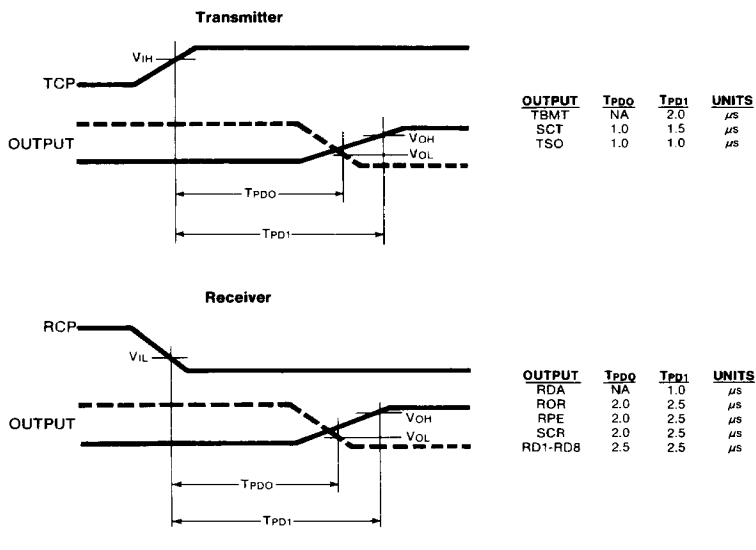 Transmitter
VIH
TCP
OUTPUT
VOH
VOL
TPDO
TPD1
OUTPUT TPDO TPD1 UNITS
TBMT NA 2.0 μs
SCT 1.0 1.5 μs
TSO 1.0 1.0 μs
Receiver
RCP
VIL
OUTPUT
VOH
VOL
TPDO
TPD1
OUTPUT TPDO TPD1 UNITS
RDA NA 1.0 μs
ROR 2.0 2.5 μs
RPE 2.0 2.5 μs
SCR 2.0 2.5 μs
RD1-RD8 2.5 2.5 μs